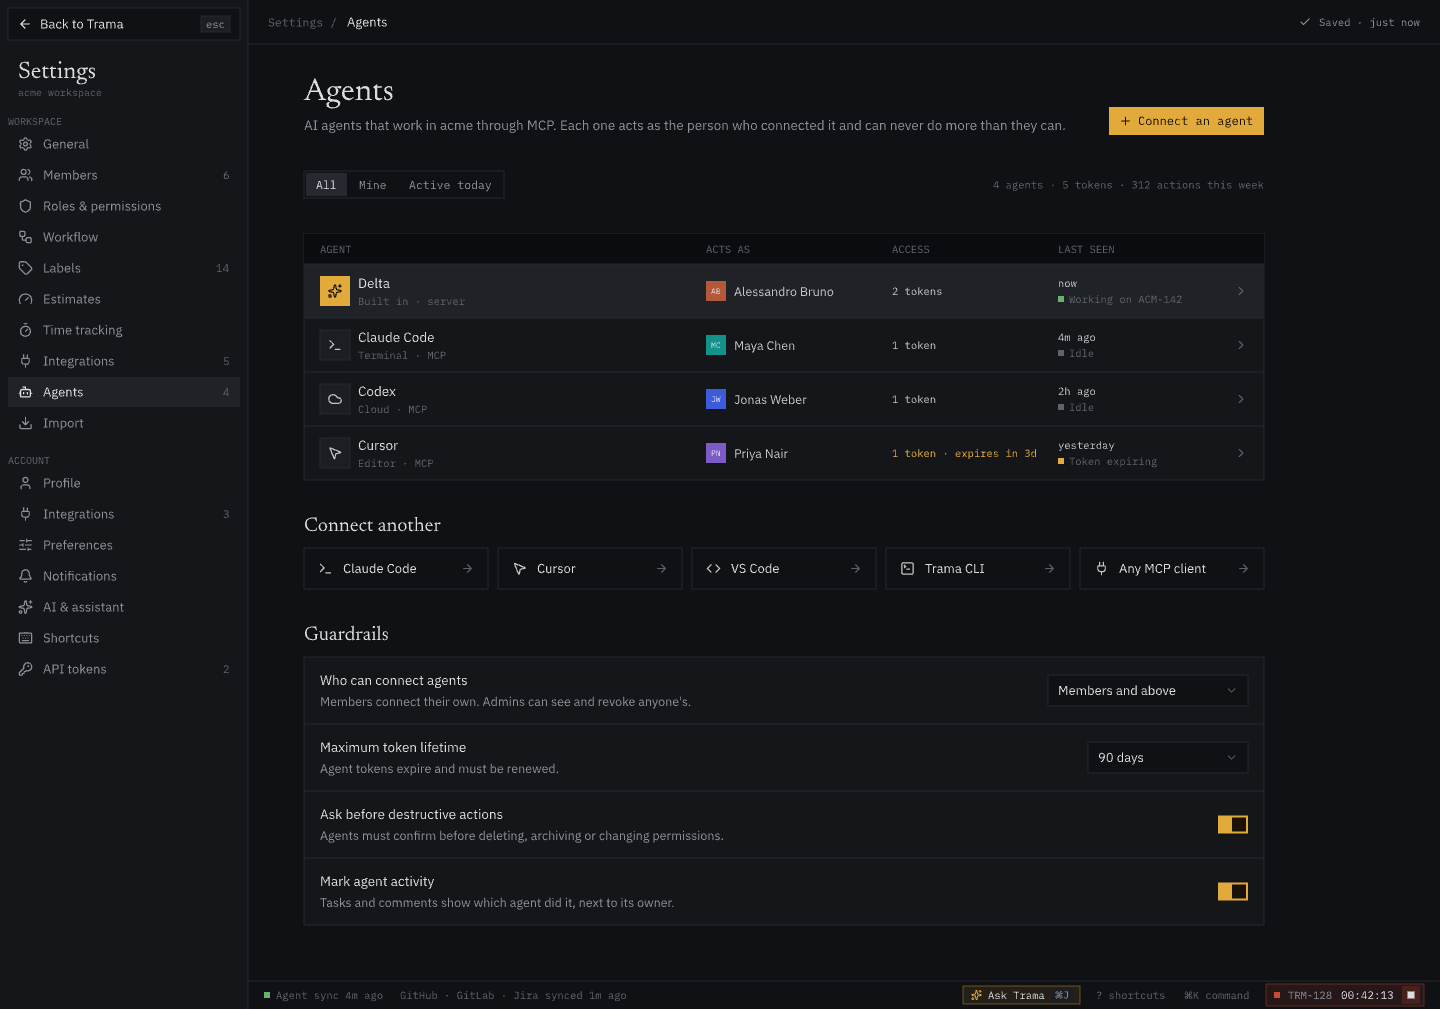 Back to Trama esc
Settings
acme workspace
WORKSPACE
General
Members 6
Roles & permissions
Workflow
Labels 14
Estimates
Time tracking
Integrations 5
Agents 4
Import
ACCOUNT
Profile
Integrations 3
Preferences
Notifications
AI & assistant
Shortcuts
API tokens 2
Settings / Agents
Saved · just now
Agents
AI agents that work in acme through MCP. Each one acts as the person who connected it and can never do more than they can.
+ Connect an agent
All Mine Active today
4 agents · 5 tokens · 312 actions this week
AGENT ACTS AS ACCESS LAST SEEN
Delta
Built in · server
AB Alessandro Bruno
2 tokens
now
Working on ACM-142
Claude Code
Terminal · MCP
MC Maya Chen
1 token
4m ago
Idle
Codex
Cloud · MCP
JW Jonas Weber
1 token
2h ago
Idle
Cursor
Editor · MCP
PN Priya Nair
1 token · expires in 3d
yesterday
Token expiring
Connect another
Claude Code
Cursor
VS Code
Trama CLI
Any MCP client
Guardrails
Who can connect agents
Members connect their own. Admins can see and revoke anyone's.
Members and above
Maximum token lifetime
Agent tokens expire and must be renewed.
90 days
Ask before destructive actions
Agents must confirm before deleting, archiving or changing permissions.
Mark agent activity
Tasks and comments show which agent did it, next to its owner.
Agent sync 4m ago GitHub · GitLab · Jira synced 1m ago
Ask Trama ⌘J
? shortcuts ⌘K command
TRM-128 00:42:13